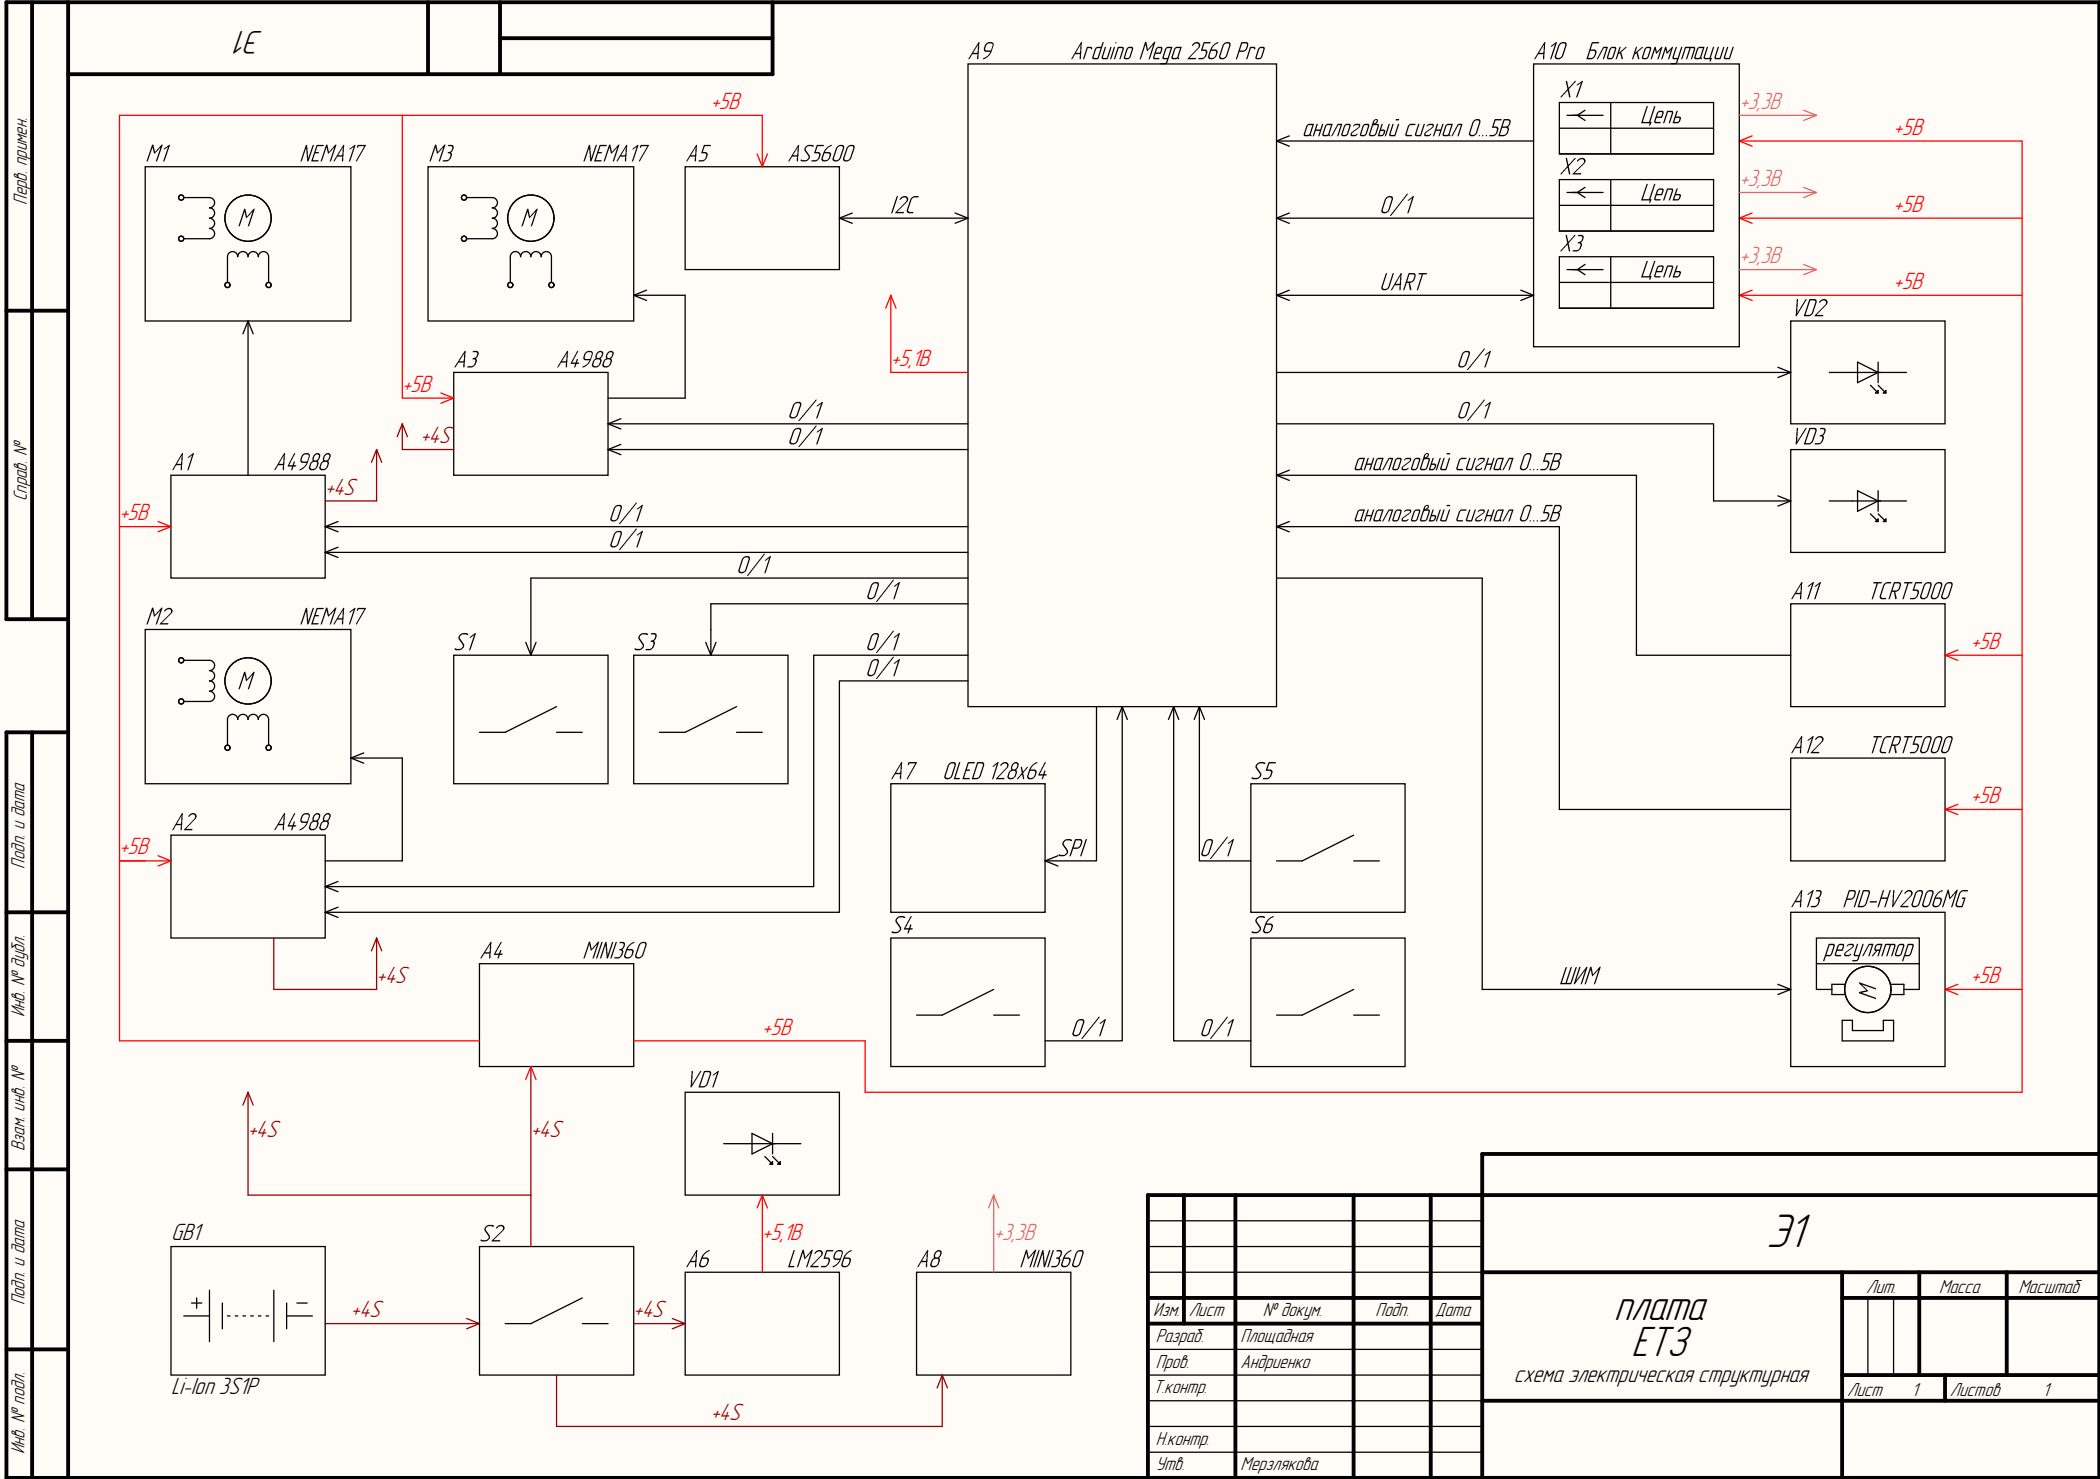 Э1
Перв. примен.
Справ. №
Подп. и дата
Инв. № дубл.
Взам. инв. №
Подп. и дата
Инв. № подл.
A9 Arduino Mega 2560 Pro
A10 Блок коммутации
X1
Цепь
X2
Цепь
X3
Цепь
+3,3В
+5В
+3,3В
+5В
+3,3В
+5В
аналоговый сигнал 0...5В
0/1
UART
+5В
M1 NEMA17
M
M3 NEMA17
M
A5 AS5600
I2C
+5,1В
A3 A4988
+5В
+4S
0/1
0/1
A1 A4988
+4S
+5В
0/1
0/1
0/1
0/1
0/1
0/1
VD2
0/1
VD3
0/1
аналоговый сигнал 0...5В
аналоговый сигнал 0...5В
A11 TCRT5000
+5В
A12 TCRT5000
+5В
A13 PID-HV2006MG
регулятор
M
+5В
ШИМ
M2 NEMA17
M
S1
S3
A2 A4988
+5В
+4S
A7 OLED 128x64
SPI
S5
0/1
S4
0/1
S6
0/1
A4 MINI360
+5В
+4S
+4S
VD1
+5,1В
+3,3В
GB1
+ −
Li-Ion 3S1P
+4S
S2
+4S
A6 LM2596
A8 MINI360
+4S
Э1
плата
ЕТЗ
схема электрическая структурная
Лит. Масса Масштаб
Лист 1 Листов 1
Изм. Лист № докум. Подп. Дата
Разраб. Площадная
Пров. Андриенко
Т.контр.
Н.контр.
Утв. Мерзлякова